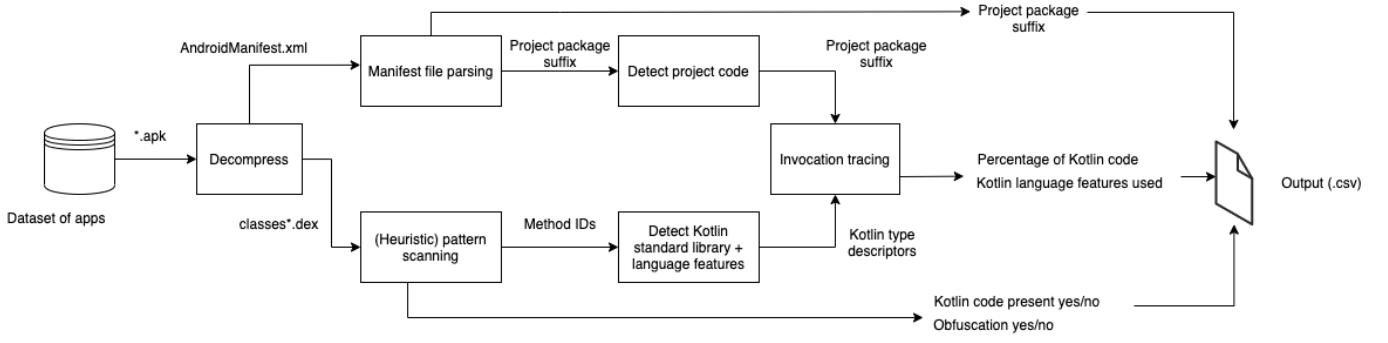 Project package
suffix
AndroidManifest.xml
Manifest file parsing
Project package
suffix
Detect project code
Project package
suffix
*.apk
Decompress
Invocation tracing
Percentage of Kotlin code
Kotlin language features used
Output (.csv)
Dataset of apps
classes*.dex
(Heuristic) pattern
scanning
Method IDs
Detect Kotlin
standard library +
language features
Kotlin type
descriptors
Kotlin code present yes/no
Obfuscation yes/no